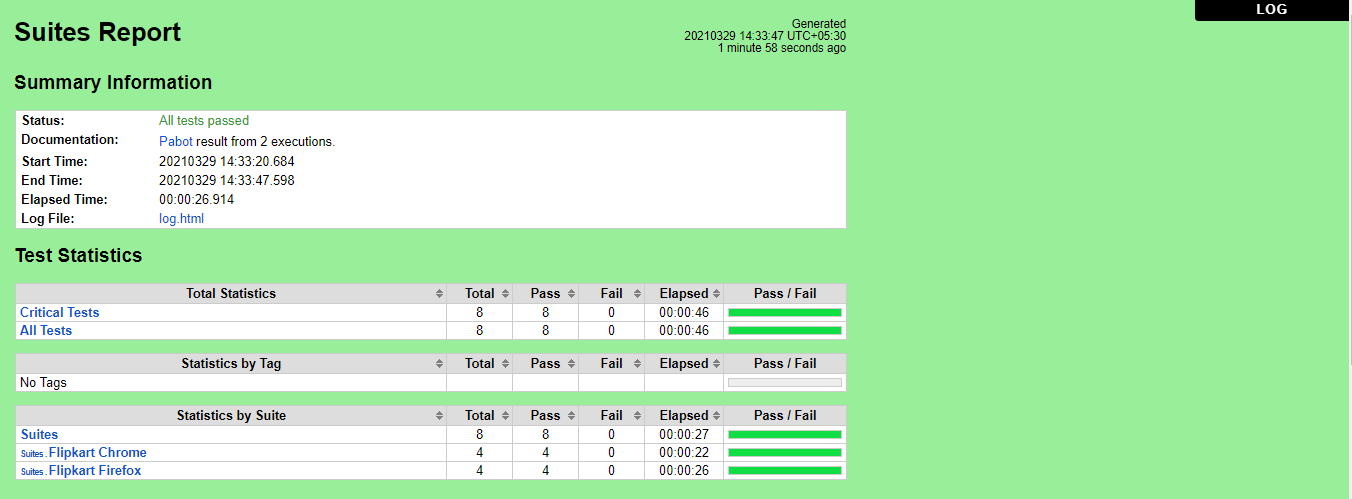 LOG
Suites Report
Generated
20210329 14:33:47 UTC+05:30
1 minute 58 seconds ago
Summary Information
Status: All tests passed
Documentation: Pabot result from 2 executions.
Start Time: 20210329 14:33:20.684
End Time: 20210329 14:33:47.598
Elapsed Time: 00:00:26.914
Log File: log.html
Test Statistics
Total Statistics Total Pass Fail Elapsed Pass / Fail
Critical Tests 8 8 0 00:00:46
All Tests 8 8 0 00:00:46
Statistics by Tag Total Pass Fail Elapsed Pass / Fail
No Tags
Statistics by Suite Total Pass Fail Elapsed Pass / Fail
Suites 8 8 0 00:00:27
Suites . Flipkart Chrome 4 4 0 00:00:22
Suites . Flipkart Firefox 4 4 0 00:00:26